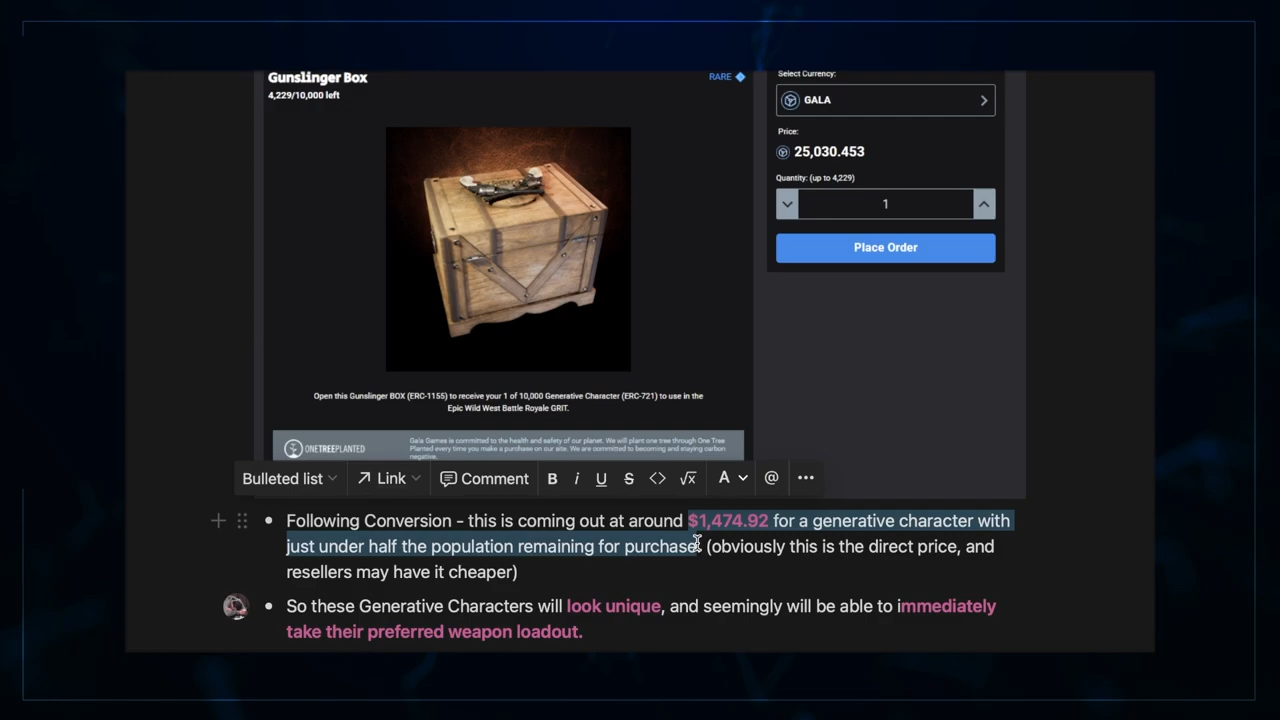 Gunslinger Box
RARE
4,229/10,000 left
Select Currency:
GALA
Price:
25,030.453
Quantity: (up to 4,229)
1
Place Order
Open this Gunslinger BOX (ERC-1155) to receive your 1 of 10,000 Generative Character (ERC-721) to use in the
Epic Wild West Battle Royale GRIT.
ONETREEPLANTED
Gala Games is committed to the health and safety of our planet. We will plant one tree through One Tree
Planted every time you make a purchase on our site. We are committed to becoming and staying carbon
negative.
Bulleted list Link Comment B i U S <> √x A @ •••
• Following Conversion - this is coming out at around $1,474.92 for a generative character with
just under half the population remaining for purchase. (obviously this is the direct price, and
resellers may have it cheaper)
• So these Generative Characters will look unique, and seemingly will be able to immediately
take their preferred weapon loadout.